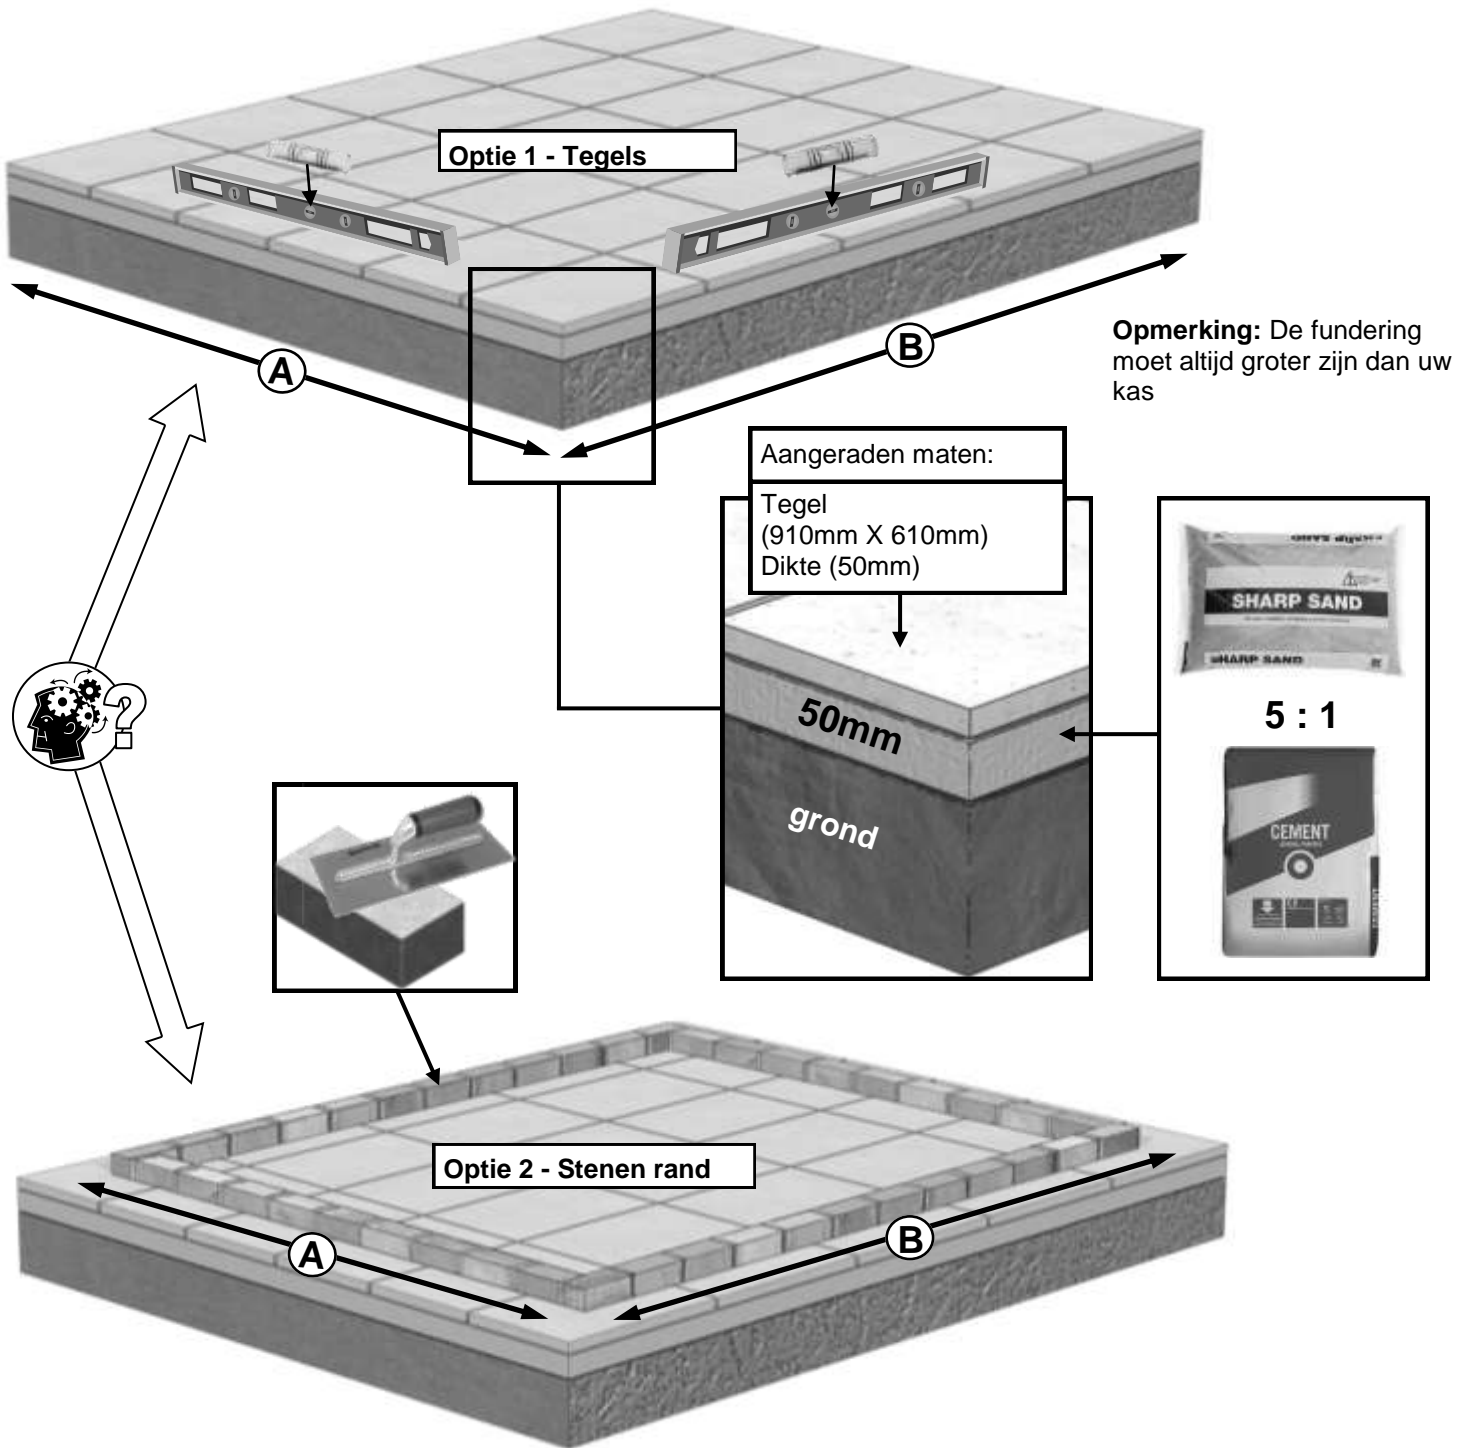 Optie 1 - Tegels
A
B
Opmerking: De fundering
moet altijd groter zijn dan uw
kas
Aangeraden maten:
Tegel
(910mm X 610mm)
Dikte (50mm)
50mm
grond
SHARP SAND
SHARP SAND
5 : 1
CEMENT
CEMENT
?
Optie 2 - Stenen rand
A
B